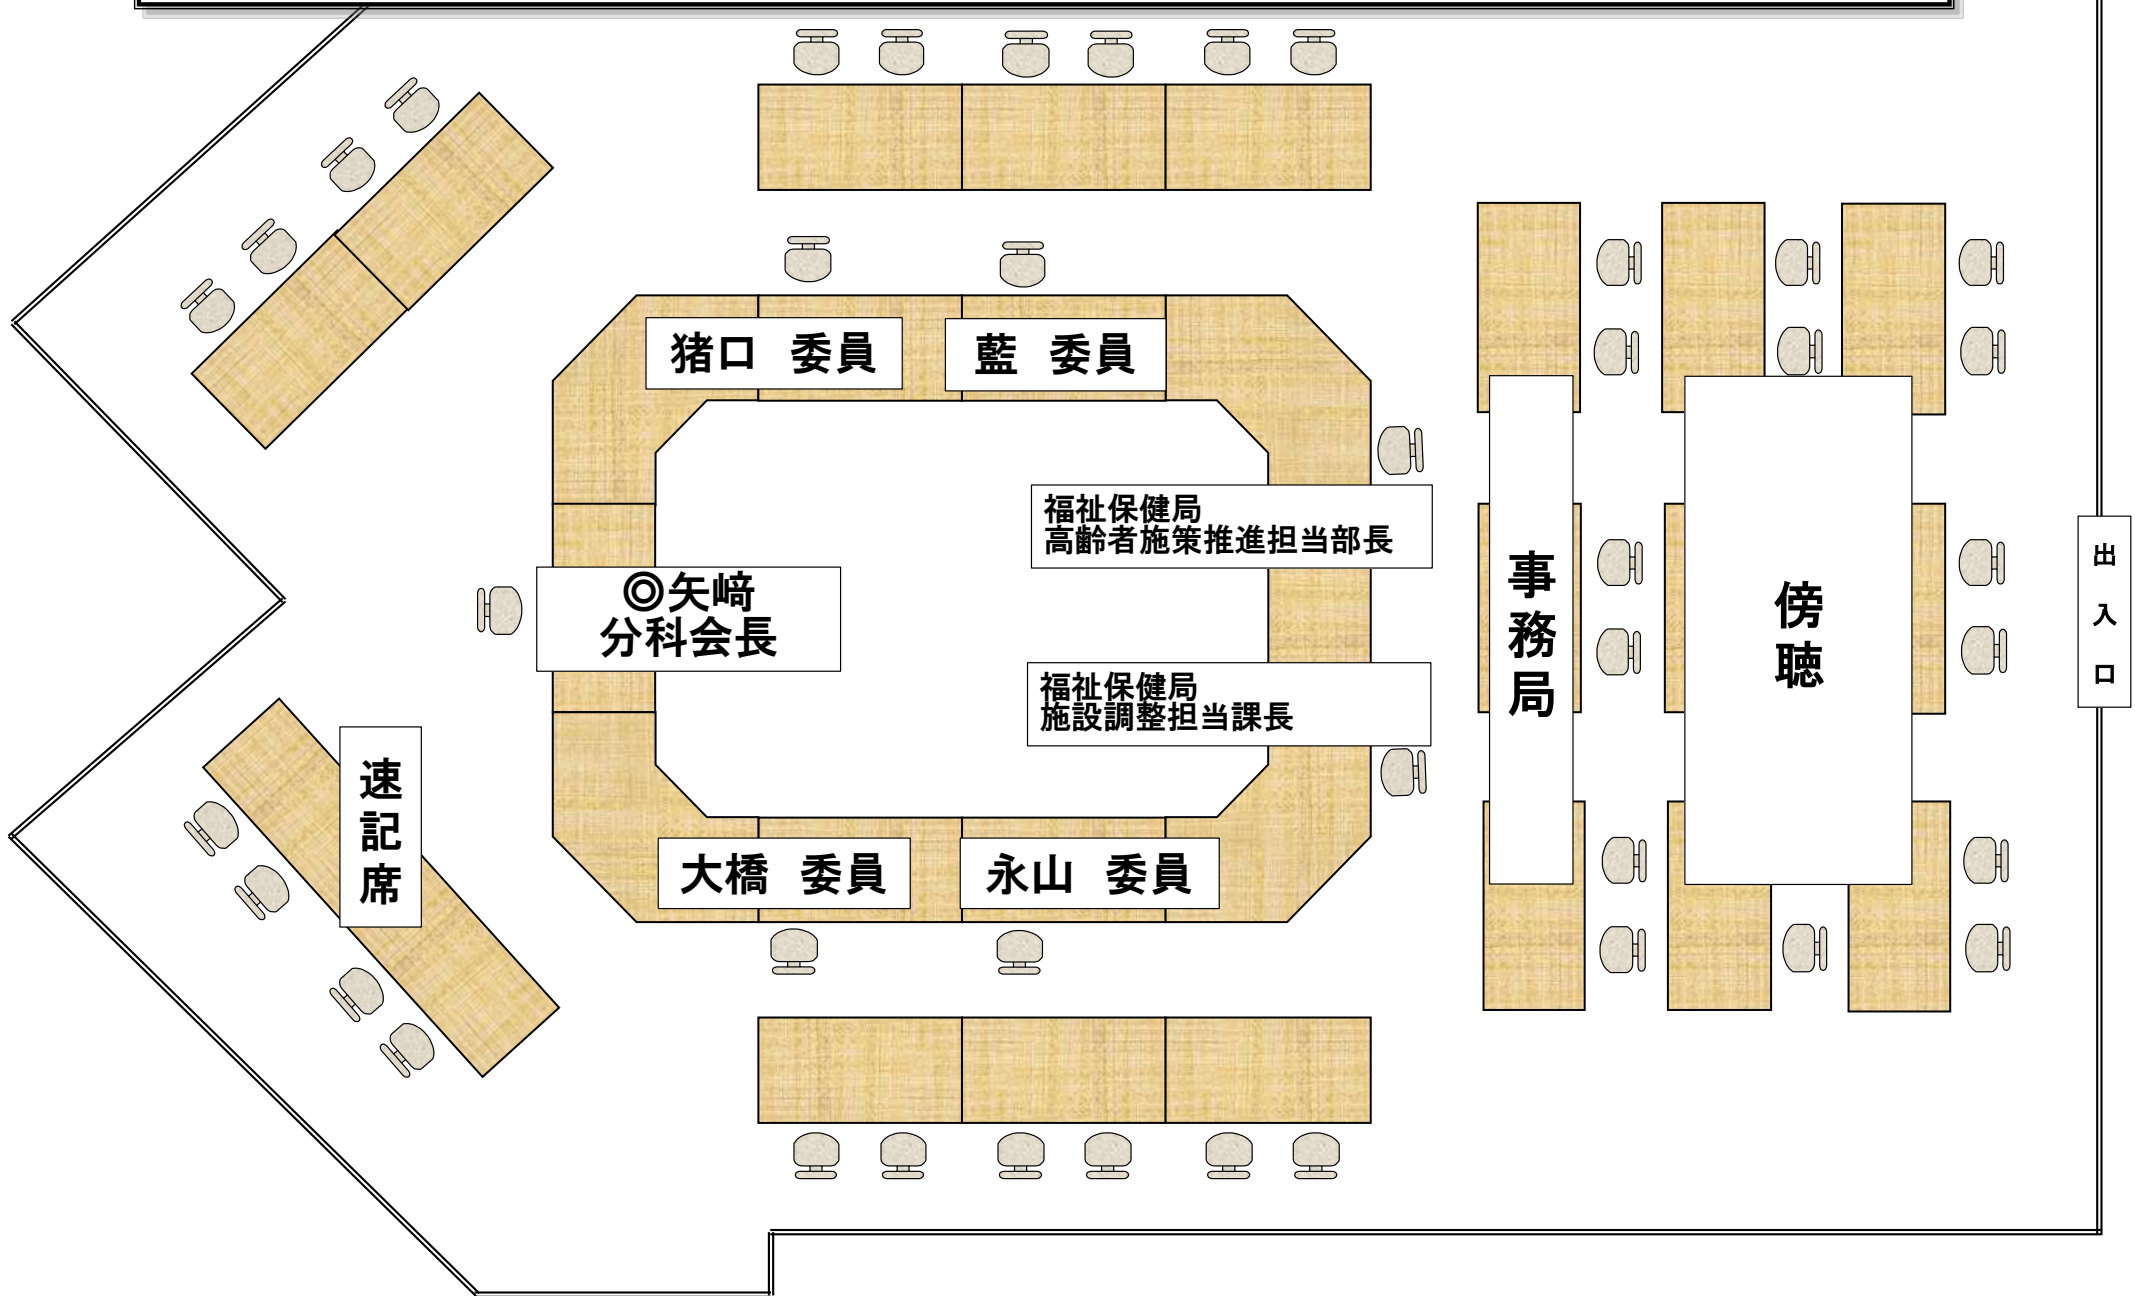 猪口　委員
藍　委員
福祉保健局
高齢者施策推進担当部長
◎矢﨑
分科会長
福祉保健局
施設調整担当課長
大橋　委員
永山　委員
速記席
事務局
傍聴
出入口